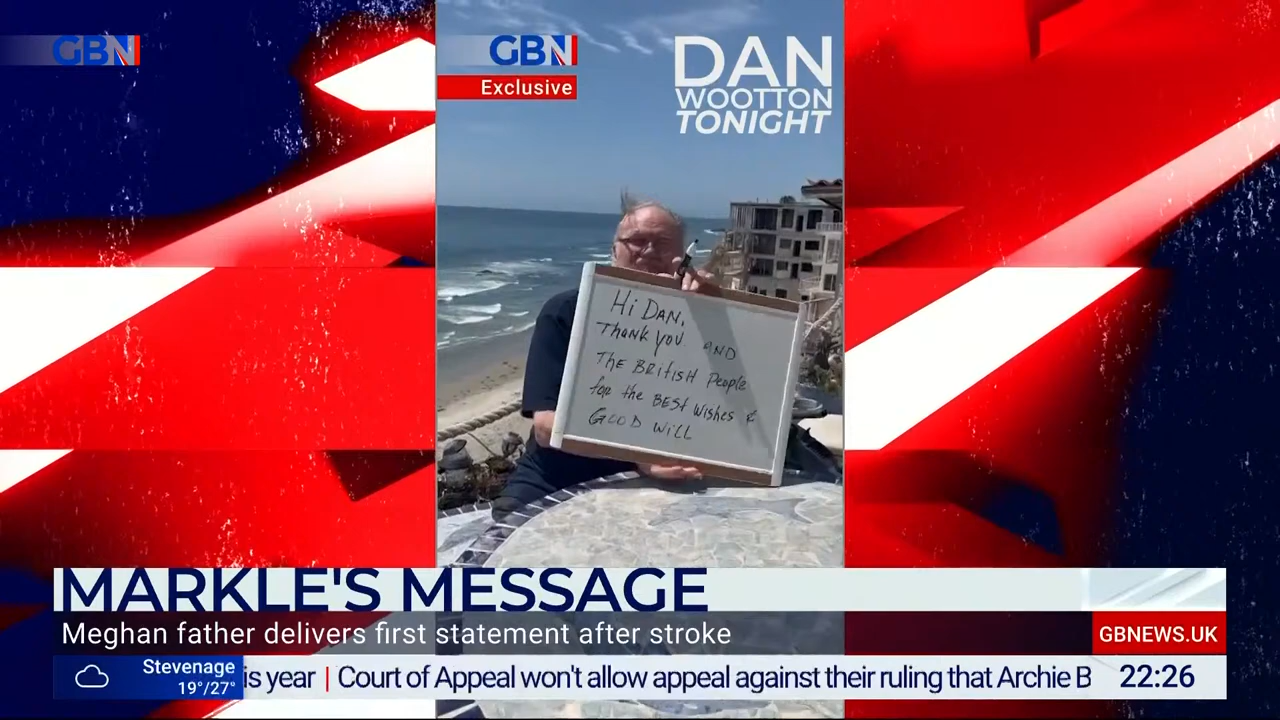 GBN
GBN
Exclusive
DAN
WOOTTON
TONIGHT
Hi DAN,
THANK YOU AND
THE BRITISH People
for the BEST Wishes &
GOOD WILL
MARKLE'S MESSAGE
Meghan father delivers first statement after stroke
GBNEWS.UK
Stevenage
19°/27°
is year | Court of Appeal won't allow appeal against their ruling that Archie B
22:26